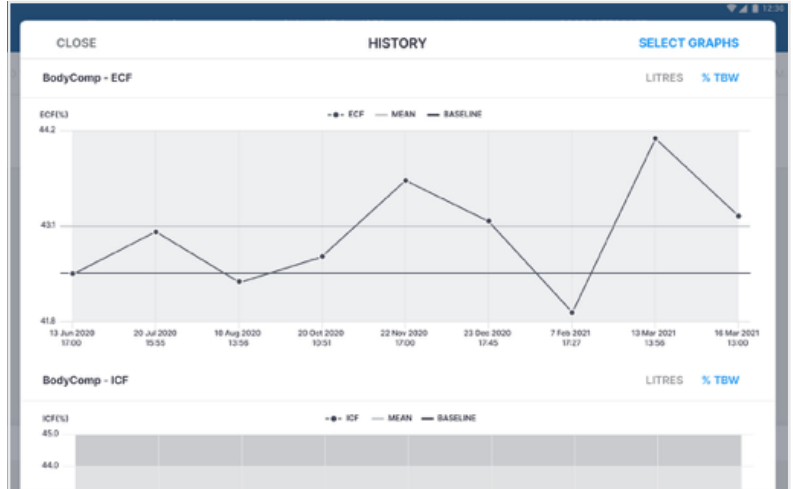 12:30
CLOSE HISTORY SELECT GRAPHS
BodyComp - ECF LITRES % TBW
ECF(%) ECF MEAN BASELINE
44.2
43.1
41.8
13 Jun 2020 20 Jul 2020 10 Aug 2020 20 Oct 2020 22 Nov 2020 23 Dec 2020 7 Feb 2021 13 Mar 2021 16 Mar 2021
17:00 15:55 13:56 10:51 17:00 17:45 17:27 13:56 13:00
BodyComp - ICF LITRES % TBW
ICF(%) ICF MEAN BASELINE
45.0
44.0